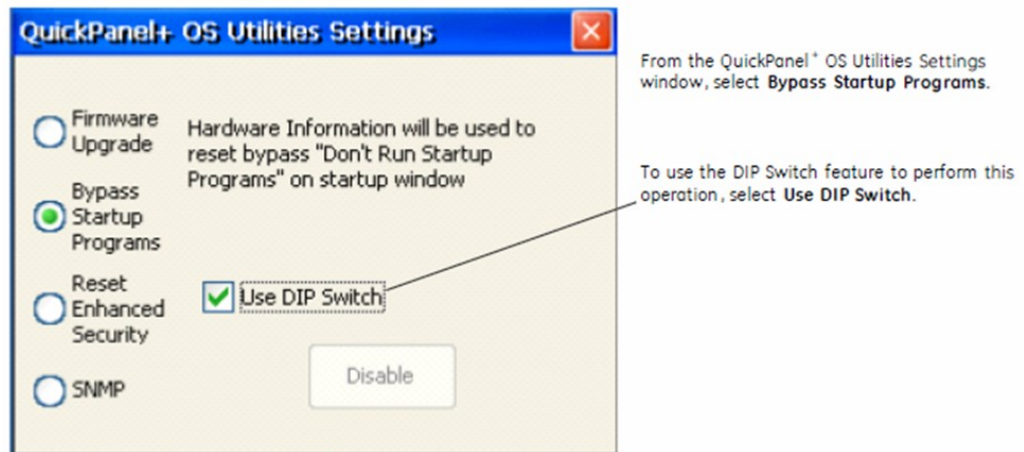 QuickPanel+ OS Utilities Settings
Firmware
Upgrade
Hardware Information will be used to
reset bypass "Don't Run Startup
Programs" on startup window
Bypass
Startup
Programs
Reset
Enhanced
Security
Use DIP Switch
SNMP
Disable
From the QuickPanel+ OS Utilities Settings
window, select Bypass Startup Programs.
To use the DIP Switch feature to perform this
operation, select Use DIP Switch.